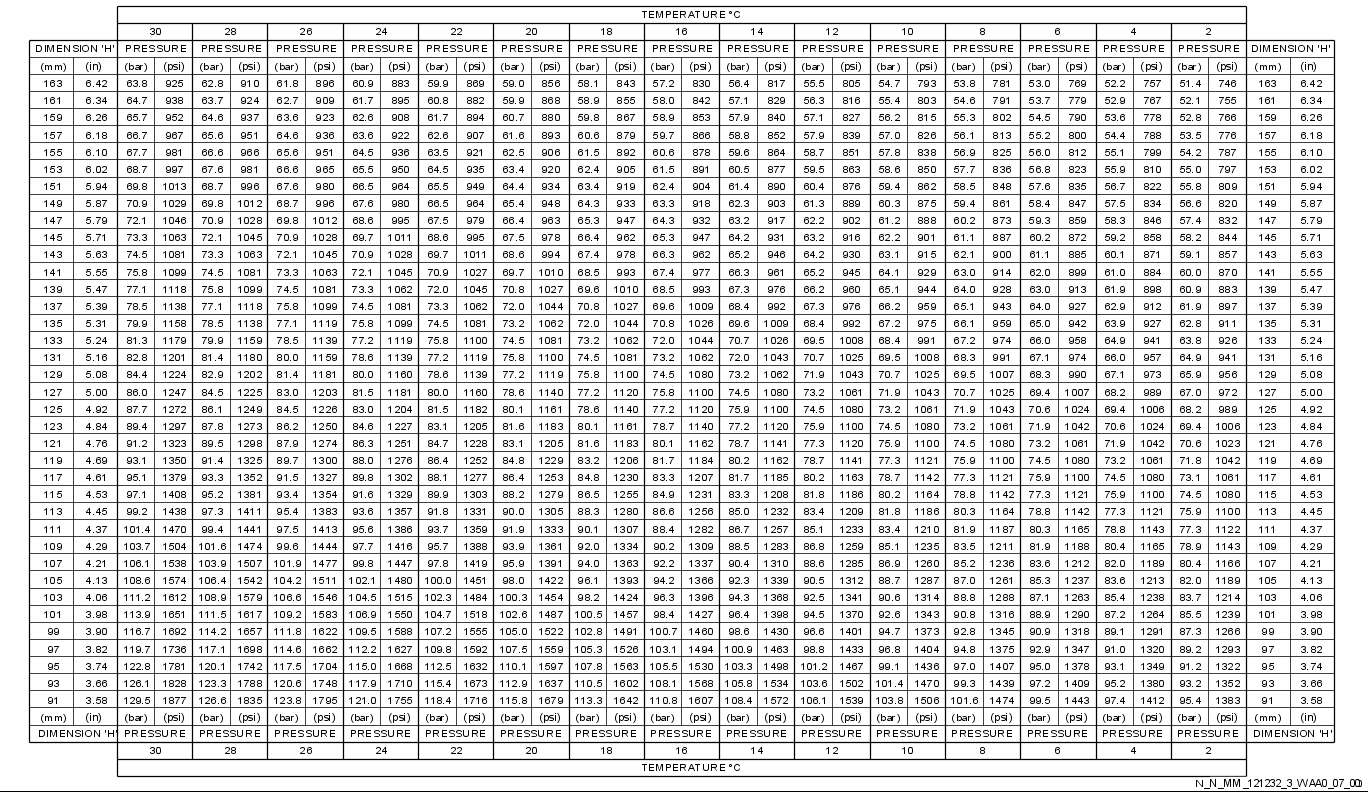 TEMPERATURE °C
30 28 26 24 22 20 18 16 14 12 10 8 6 4 2
DIMENSION 'H' PRESSURE PRESSURE PRESSURE PRESSURE PRESSURE PRESSURE PRESSURE PRESSURE PRESSURE PRESSURE PRESSURE PRESSURE PRESSURE PRESSURE PRESSURE DIMENSION 'H'
(mm) (in) (bar) (psi) (bar) (psi) (bar) (psi) (bar) (psi) (bar) (psi) (bar) (psi) (bar) (psi) (bar) (psi) (bar) (psi) (bar) (psi) (bar) (psi) (bar) (psi) (bar) (psi) (bar) (psi) (bar) (psi) (mm) (in)
163 6.42 63.8 925 62.8 910 61.8 896 60.9 883 59.9 869 59.0 856 58.1 843 57.2 830 56.4 817 55.5 805 54.7 793 53.8 781 53.0 769 52.2 757 51.4 746 163 6.42
161 6.34 64.7 938 63.7 924 62.7 909 61.7 895 60.8 882 59.9 868 58.9 855 58.0 842 57.1 829 56.3 816 55.4 803 54.6 791 53.7 779 52.9 767 52.1 755 161 6.34
159 6.26 65.7 952 64.6 937 63.6 923 62.6 908 61.7 894 60.7 880 59.8 867 58.9 853 57.9 840 57.1 827 56.2 815 55.3 802 54.5 790 53.6 778 52.8 766 159 6.26
157 6.18 66.7 967 65.6 951 64.6 936 63.6 922 62.6 907 61.6 893 60.6 879 59.7 866 58.8 852 57.9 839 57.0 826 56.1 813 55.2 800 54.4 788 53.5 776 157 6.18
155 6.10 67.7 981 66.6 966 65.6 951 64.5 936 63.5 921 62.5 906 61.5 892 60.6 878 59.6 864 58.7 851 57.8 838 56.9 825 56.0 812 55.1 799 54.2 787 155 6.10
153 6.02 68.7 997 67.6 981 66.6 965 65.5 950 64.5 935 63.4 920 62.4 905 61.5 891 60.5 877 59.5 863 58.6 850 57.7 836 56.8 823 55.9 810 55.0 797 153 6.02
151 5.94 69.8 1013 68.7 996 67.6 980 66.5 964 65.5 949 64.4 934 63.4 919 62.4 904 61.4 890 60.4 876 59.4 862 58.5 848 57.6 835 56.7 822 55.8 809 151 5.94
149 5.87 70.9 1029 69.8 1012 68.7 996 67.6 980 66.5 964 65.4 948 64.3 933 63.3 918 62.3 903 61.3 889 60.3 875 59.4 861 58.4 847 57.5 834 56.6 820 149 5.87
147 5.79 72.1 1046 70.9 1028 69.8 1012 68.6 995 67.5 979 66.4 963 65.3 947 64.3 932 63.2 917 62.2 902 61.2 888 60.2 873 59.3 859 58.3 846 57.4 832 147 5.79
145 5.71 73.3 1063 72.1 1045 70.9 1028 69.7 1011 68.6 995 67.5 978 66.4 962 65.3 947 64.2 931 63.2 916 62.2 901 61.1 887 60.2 872 59.2 858 58.2 844 145 5.71
143 5.63 74.5 1081 73.3 1063 72.1 1045 70.9 1028 69.7 1011 68.6 994 67.4 978 66.3 962 65.2 946 64.2 930 63.1 915 62.1 900 61.1 885 60.1 871 59.1 857 143 5.63
141 5.55 75.8 1099 74.5 1081 73.3 1063 72.1 1045 70.9 1027 69.7 1010 68.5 993 67.4 977 66.3 961 65.2 945 64.1 929 63.0 914 62.0 899 61.0 884 60.0 870 141 5.55
139 5.47 77.1 1118 75.8 1099 74.5 1081 73.3 1062 72.0 1045 70.8 1027 69.6 1010 68.5 993 67.3 976 66.2 960 65.1 944 64.0 928 63.0 913 61.9 898 60.9 883 139 5.47
137 5.39 78.5 1138 77.1 1118 75.8 1099 74.5 1081 73.3 1062 72.0 1044 70.8 1027 69.6 1009 68.4 992 67.3 976 66.2 959 65.1 943 64.0 927 62.9 912 61.9 897 137 5.39
135 5.31 79.9 1158 78.5 1138 77.1 1119 75.8 1099 74.5 1081 73.2 1062 72.0 1044 70.8 1026 69.6 1009 68.4 992 67.2 975 66.1 959 65.0 942 63.9 927 62.8 911 135 5.31
133 5.24 81.3 1179 79.9 1159 78.5 1139 77.2 1119 75.8 1100 74.5 1081 73.2 1062 72.0 1044 70.7 1026 69.5 1008 68.4 991 67.2 974 66.0 958 64.9 941 63.8 926 133 5.24
131 5.16 82.8 1201 81.4 1180 80.0 1159 78.6 1139 77.2 1119 75.8 1100 74.5 1081 73.2 1062 72.0 1043 70.7 1025 69.5 1008 68.3 991 67.1 974 66.0 957 64.9 941 131 5.16
129 5.08 84.4 1224 82.9 1202 81.4 1181 80.0 1160 78.6 1139 77.2 1119 75.8 1100 74.5 1080 73.2 1062 71.9 1043 70.7 1025 69.5 1007 68.3 990 67.1 973 65.9 956 129 5.08
127 5.00 86.0 1247 84.5 1225 83.0 1203 81.5 1181 80.0 1160 78.6 1140 77.2 1120 75.8 1100 74.5 1080 73.2 1061 71.9 1043 70.7 1025 69.4 1007 68.2 989 67.0 972 127 5.00
125 4.92 87.7 1272 86.1 1249 84.5 1226 83.0 1204 81.5 1182 80.1 1161 78.6 1140 77.2 1120 75.9 1100 74.5 1080 73.2 1061 71.9 1043 70.6 1024 69.4 1006 68.2 989 125 4.92
123 4.84 89.4 1297 87.8 1273 86.2 1250 84.6 1227 83.1 1205 81.6 1183 80.1 1161 78.7 1140 77.2 1120 75.9 1100 74.5 1080 73.2 1061 71.9 1042 70.6 1024 69.4 1006 123 4.84
121 4.76 91.2 1323 89.5 1298 87.9 1274 86.3 1251 84.7 1228 83.1 1205 81.6 1183 80.1 1162 78.7 1141 77.3 1120 75.9 1100 74.5 1080 73.2 1061 71.9 1042 70.6 1023 121 4.76
119 4.69 93.1 1350 91.4 1325 89.7 1300 88.0 1276 86.4 1252 84.8 1229 83.2 1206 81.7 1184 80.2 1162 78.7 1141 77.3 1121 75.9 1100 74.5 1080 73.2 1061 71.8 1042 119 4.69
117 4.61 95.1 1379 93.3 1352 91.5 1327 89.8 1302 88.1 1277 86.4 1253 84.8 1230 83.3 1207 81.7 1185 80.2 1163 78.7 1142 77.3 1121 75.9 1100 74.5 1080 73.1 1061 117 4.61
115 4.53 97.1 1408 95.2 1381 93.4 1354 91.6 1329 89.9 1303 88.2 1279 86.5 1255 84.9 1231 83.3 1208 81.8 1186 80.2 1164 78.8 1142 77.3 1121 75.9 1100 74.5 1080 115 4.53
113 4.45 99.2 1438 97.3 1411 95.4 1383 93.6 1357 91.8 1331 90.0 1305 88.3 1280 86.6 1256 85.0 1232 83.4 1209 81.8 1186 80.3 1164 78.8 1142 77.3 1121 75.9 1100 113 4.45
111 4.37 101.4 1470 99.4 1441 97.5 1413 95.6 1386 93.7 1359 91.9 1333 90.1 1307 88.4 1282 86.7 1257 85.1 1233 83.4 1210 81.9 1187 80.3 1165 78.8 1143 77.3 1122 111 4.37
109 4.29 103.7 1504 101.6 1474 99.6 1444 97.7 1416 95.7 1388 93.9 1361 92.0 1334 90.2 1309 88.5 1283 86.8 1259 85.1 1235 83.5 1211 81.9 1188 80.4 1165 78.9 1143 109 4.29
107 4.21 106.1 1538 103.9 1507 101.9 1477 99.8 1447 97.8 1419 95.9 1391 94.0 1363 92.2 1337 90.4 1310 88.6 1285 86.9 1260 85.2 1236 83.6 1212 82.0 1189 80.4 1166 107 4.21
105 4.13 108.6 1574 106.4 1542 104.2 1511 102.1 1480 100.0 1451 98.0 1422 96.1 1393 94.2 1366 92.3 1339 90.5 1312 88.7 1287 87.0 1261 85.3 1237 83.6 1213 82.0 1189 105 4.13
103 4.06 111.2 1612 108.9 1579 106.6 1546 104.5 1515 102.3 1484 100.3 1454 98.2 1424 96.3 1396 94.3 1368 92.5 1341 90.6 1314 88.8 1288 87.1 1263 85.4 1238 83.7 1214 103 4.06
101 3.98 113.9 1651 111.5 1617 109.2 1583 106.9 1550 104.7 1518 102.6 1487 100.5 1457 98.4 1427 96.4 1398 94.5 1370 92.6 1343 90.8 1316 88.9 1290 87.2 1264 85.5 1239 101 3.98
99 3.90 116.7 1692 114.2 1657 111.8 1622 109.5 1588 107.2 1555 105.0 1522 102.8 1491 100.7 1460 98.6 1430 96.6 1401 94.7 1373 92.8 1345 90.9 1318 89.1 1291 87.3 1266 99 3.90
97 3.82 119.7 1736 117.1 1698 114.6 1662 112.2 1627 109.8 1592 107.5 1559 105.3 1526 103.1 1494 100.9 1463 98.8 1433 96.8 1404 94.8 1375 92.9 1347 91.0 1320 89.2 1293 97 3.82
95 3.74 122.8 1781 120.1 1742 117.5 1704 115.0 1668 112.5 1632 110.1 1597 107.8 1563 105.5 1530 103.3 1498 101.2 1467 99.1 1436 97.0 1407 95.0 1378 93.1 1349 91.2 1322 95 3.74
93 3.66 126.1 1828 123.3 1788 120.6 1748 117.9 1710 115.4 1673 112.9 1637 110.5 1602 108.1 1568 105.8 1534 103.6 1502 101.4 1470 99.3 1439 97.2 1409 95.2 1380 93.2 1352 93 3.66
91 3.58 129.5 1877 126.6 1835 123.8 1795 121.0 1755 118.4 1716 115.8 1679 113.3 1642 110.8 1607 108.4 1572 106.1 1539 103.8 1506 101.6 1474 99.5 1443 97.4 1412 95.4 1383 91 3.58
(mm) (in) (bar) (psi) (bar) (psi) (bar) (psi) (bar) (psi) (bar) (psi) (bar) (psi) (bar) (psi) (bar) (psi) (bar) (psi) (bar) (psi) (bar) (psi) (bar) (psi) (bar) (psi) (bar) (psi) (bar) (psi) (mm) (in)
DIMENSION 'H' PRESSURE PRESSURE PRESSURE PRESSURE PRESSURE PRESSURE PRESSURE PRESSURE PRESSURE PRESSURE PRESSURE PRESSURE PRESSURE PRESSURE PRESSURE DIMENSION 'H'
30 28 26 24 22 20 18 16 14 12 10 8 6 4 2
TEMPERATURE °C
N_N_MM_121232_3_WAA0_07_00